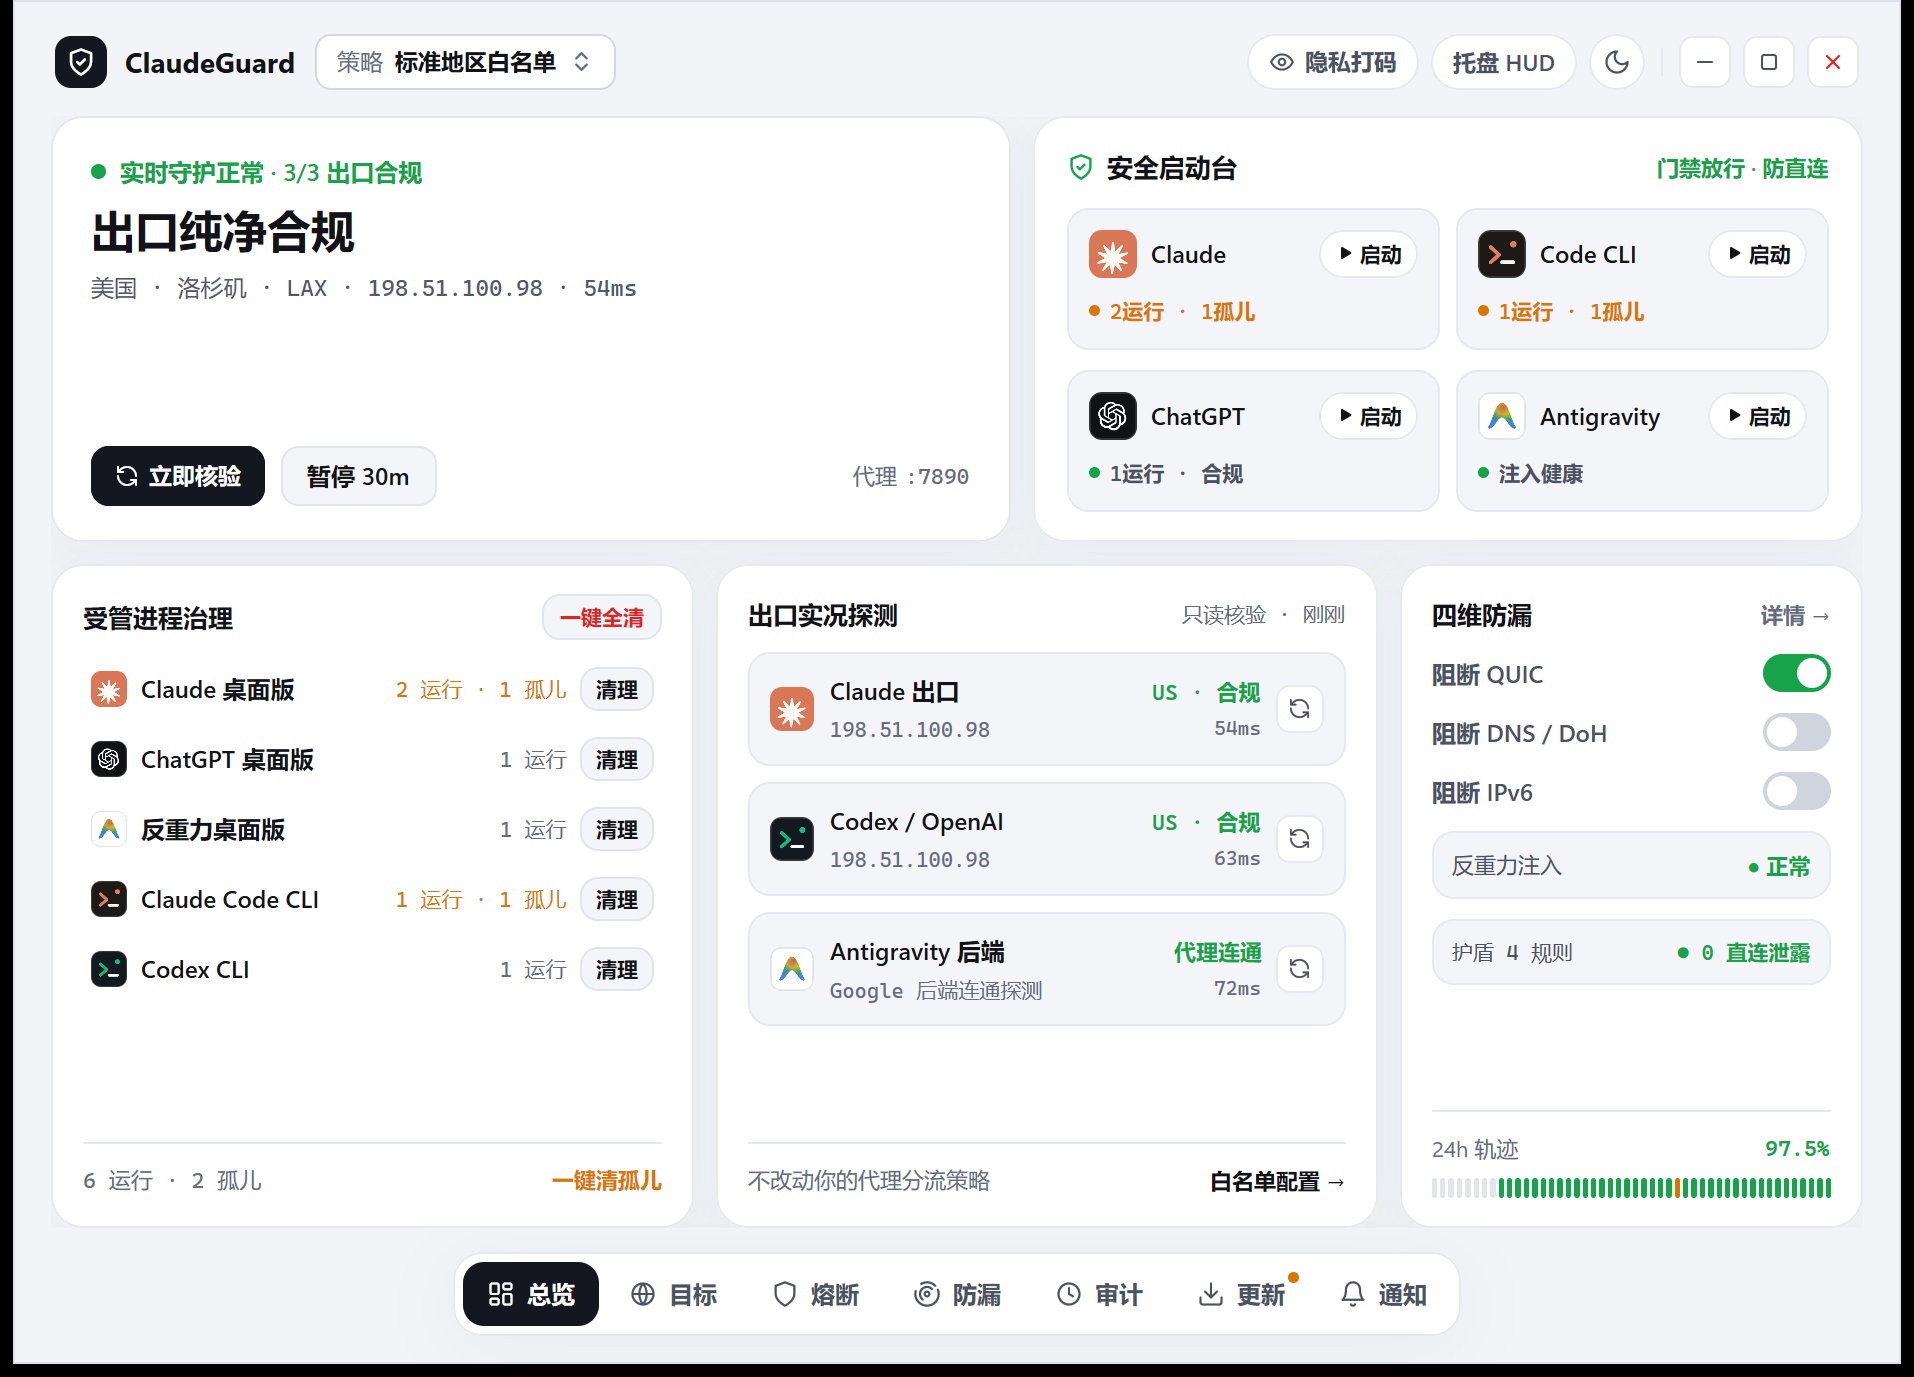 ClaudeGuard
策略 标准地区白名单
隐私打码
托盘 HUD
实时守护正常 · 3/3 出口合规
出口纯净合规
美国 · 洛杉矶 · LAX · 198.51.100.98 · 54ms
立即核验
暂停 30m
代理 :7890
安全启动台
门禁放行 · 防直连
Claude
启动
2运行 · 1孤儿
Code CLI
启动
1运行 · 1孤儿
ChatGPT
启动
1运行 · 合规
Antigravity
启动
注入健康
受管进程治理
一键全清
Claude 桌面版
2 运行 · 1 孤儿
清理
ChatGPT 桌面版
1 运行
清理
反重力桌面版
1 运行
清理
Claude Code CLI
1 运行 · 1 孤儿
清理
Codex CLI
1 运行
清理
6 运行 · 2 孤儿
一键清孤儿
出口实况探测
只读核验 · 刚刚
Claude 出口
US · 合规
198.51.100.98
54ms
Codex / OpenAI
US · 合规
198.51.100.98
63ms
Antigravity 后端
代理连通
Google 后端连通探测
72ms
不改动你的代理分流策略
白名单配置 →
四维防漏
详情 →
阻断 QUIC
阻断 DNS / DoH
阻断 IPv6
反重力注入
正常
护盾 4 规则
0 直连泄露
24h 轨迹
97.5%
总览
目标
熔断
防漏
审计
更新
通知